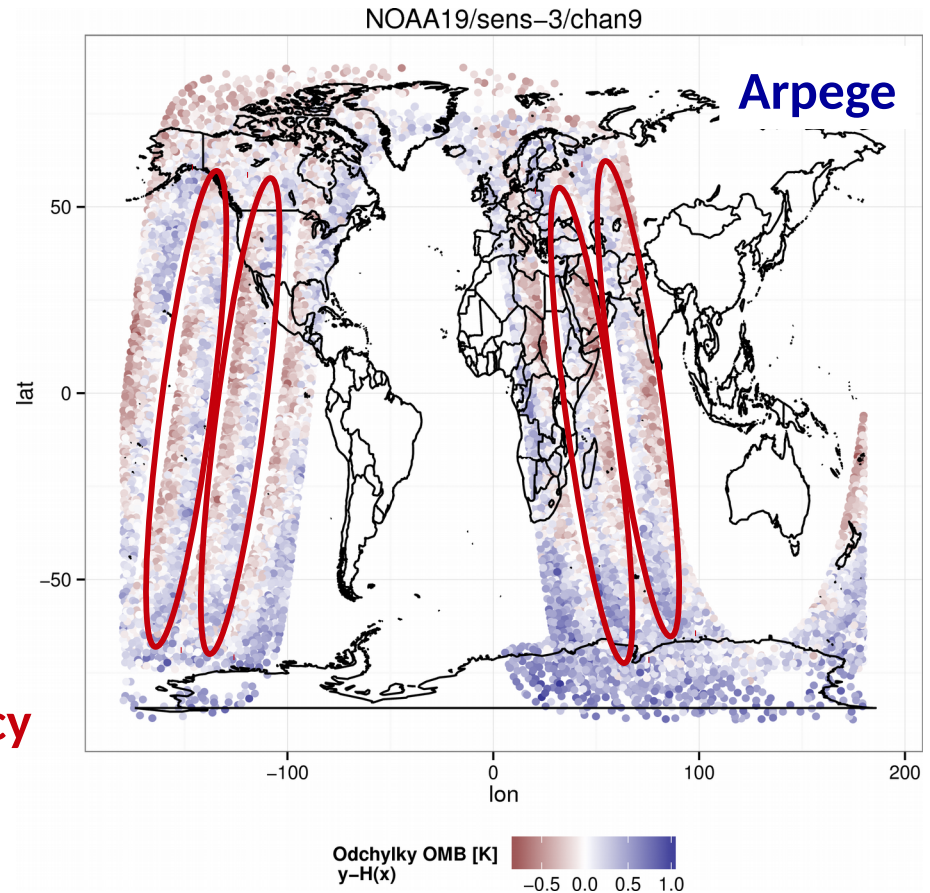 NOAA19/sens−3/chan9
Arpege
50
0
−50
lat
cy
−100
0
100
200
lon
Odchylky OMB [K]
y−H(x)
−0.5
0.0
0.5
1.0